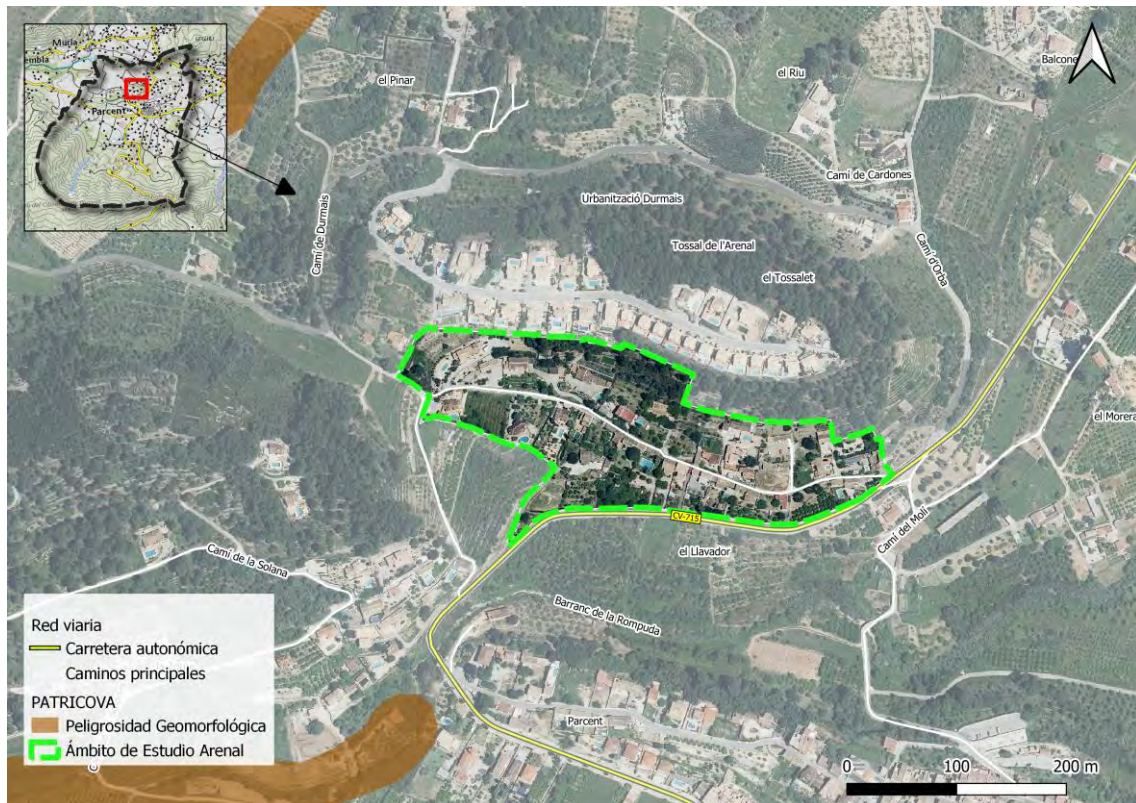 Murla
Parcent
el Pinar
el Riu
Balcone
Camí de Cardones
Urbanització Durmais
Camí de Durmais
Tossal de l'Arenal
Camí d'Orba
el Tossalet
el Morera
CV-715
Camí del Molí
el Llavador
Camí de la Solana
Barranc de la Rompuda
Parcent
Red viaria
Carretera autonómica
Caminos principales
PATRICOVA
Peligrosidad Geomorfológica
Ámbito de Estudio Arenal
0 100 200 m